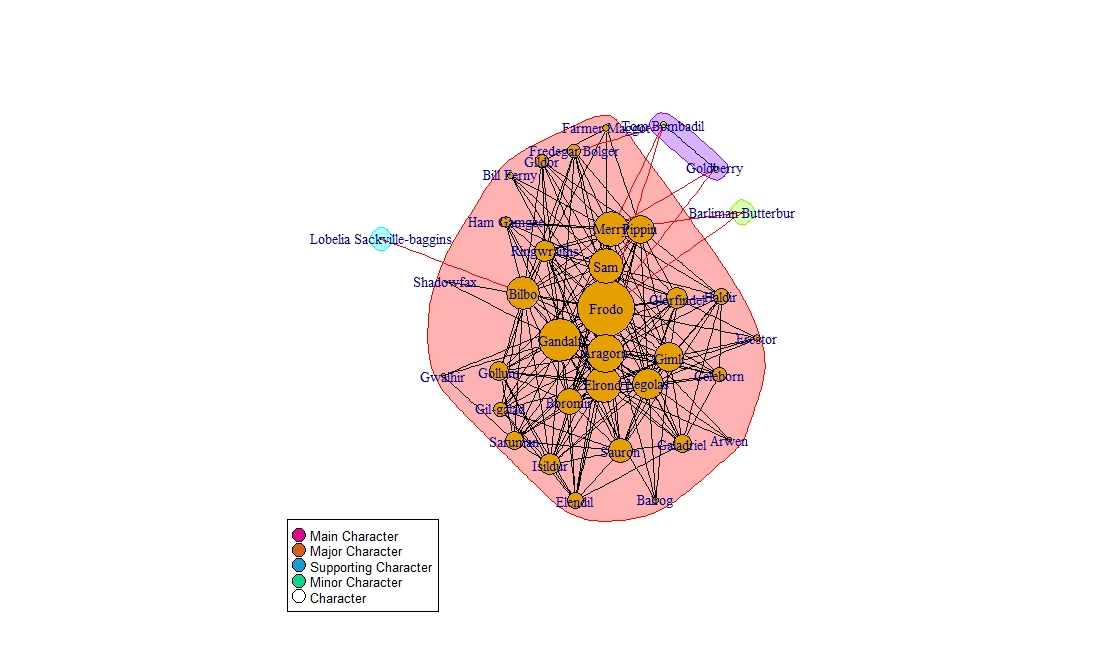 Farmer Maggot
Tom Bombadil
Fredegar Bolger
Gildor
Goldberry
Bill Ferny
Barliman Butterbur
Ham Gamgee
Merry
Pippin
Lobelia Sackville-baggins
Ringwraiths
Sam
Shadowfax
Bilbo
Glorfindel
Haldir
Frodo
Gandalf
Erestor
Aragorn
Gimli
Gwaihir
Gollum
Celeborn
Elrond
Legolas
Boromir
Gil-galad
Saruman
Arwen
Galadriel
Sauron
Isildur
Elendil
Balrog
Main Character
Major Character
Supporting Character
Minor Character
Character